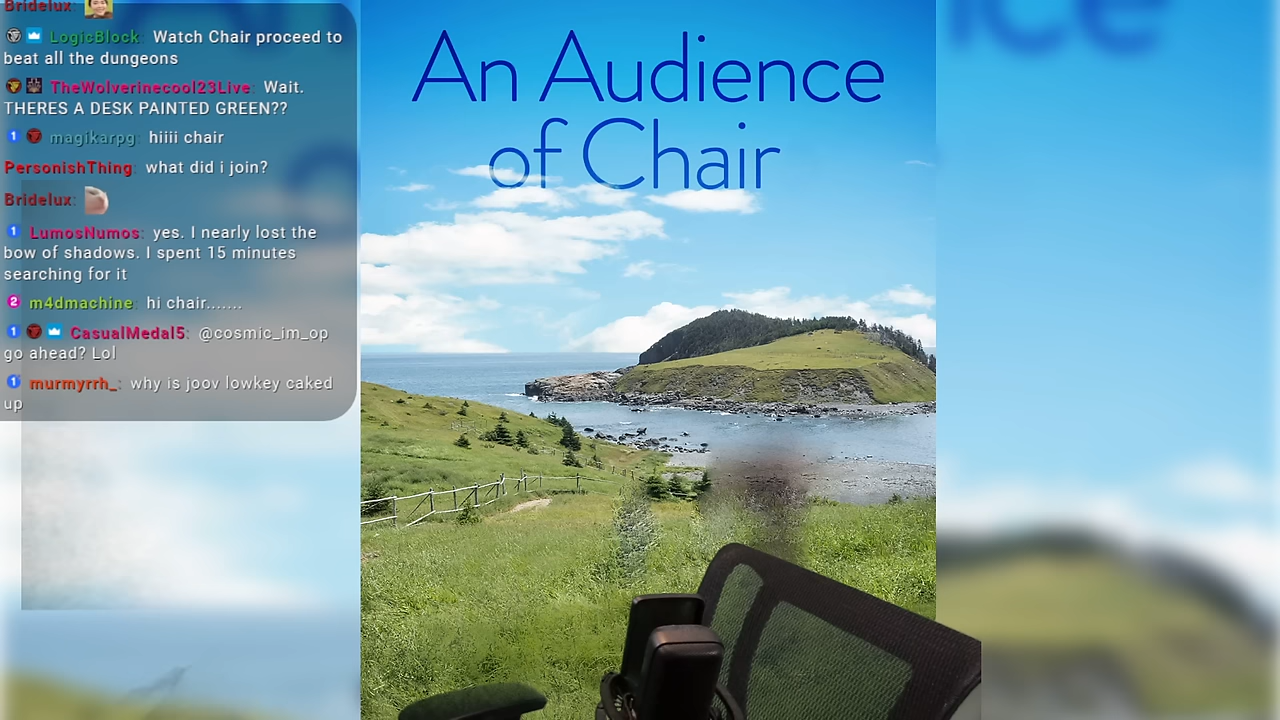 Bridelux:
An Audience
of Chair
LogicBlock: Watch Chair proceed to
beat all the dungeons
TheWolverinecool23Live: Wait.
THERES A DESK PAINTED GREEN??
magikarpg: hiiii chair
PersonishThing: what did i join?
Bridelux:
LumosNumos: yes. I nearly lost the
bow of shadows. I spent 15 minutes
searching for it
m4dmachine: hi chair.......
CasualMedal5: @cosmic_im_op
go ahead? Lol
murmyrrh_: why is joov lowkey caked
up